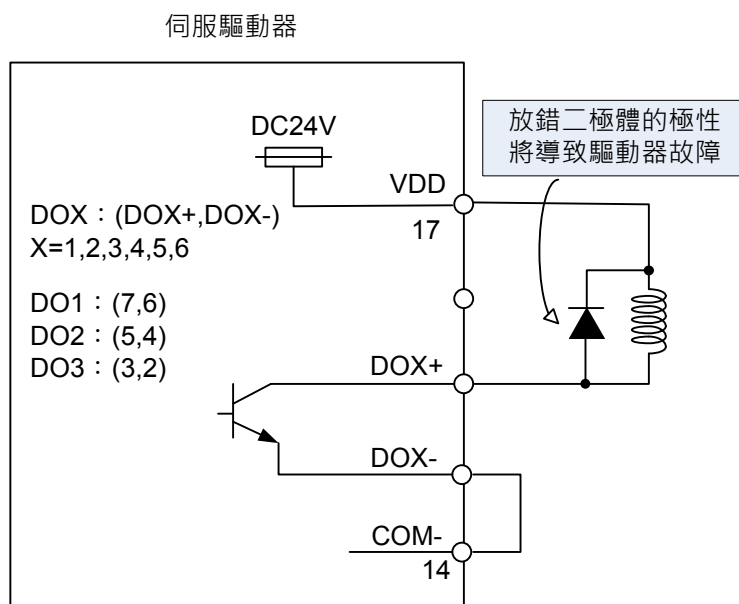 伺服驅動器
DC24V
放錯二極體的極性
將導致驅動器故障
VDD
17
DOX：(DOX+,DOX-)
X=1,2,3,4,5,6
DO1：(7,6)
DO2：(5,4)
DO3：(3,2)
DOX+
DOX-
COM-
14